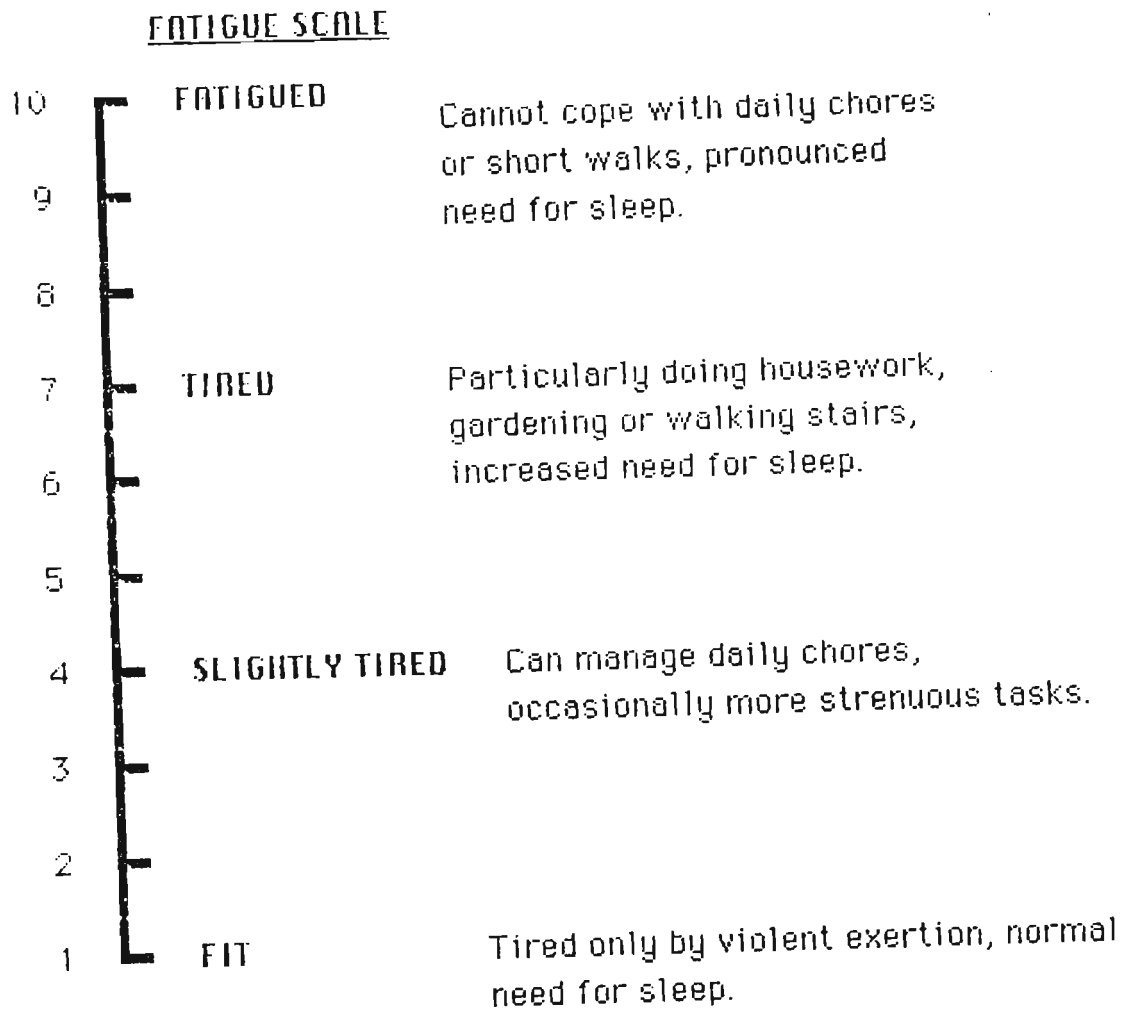 FATIGUE SCALE
10 FATIGUED Cannot cope with daily chores
or short walks, pronounced
9
need for sleep.
8
7 TIRED Particularly doing housework,
gardening or walking stairs,
6 increased need for sleep.
5
4 SLIGHTLY TIRED Can manage daily chores,
occasionally more strenuous tasks.
3
2
1 FIT Tired only by violent exertion, normal
need for sleep.